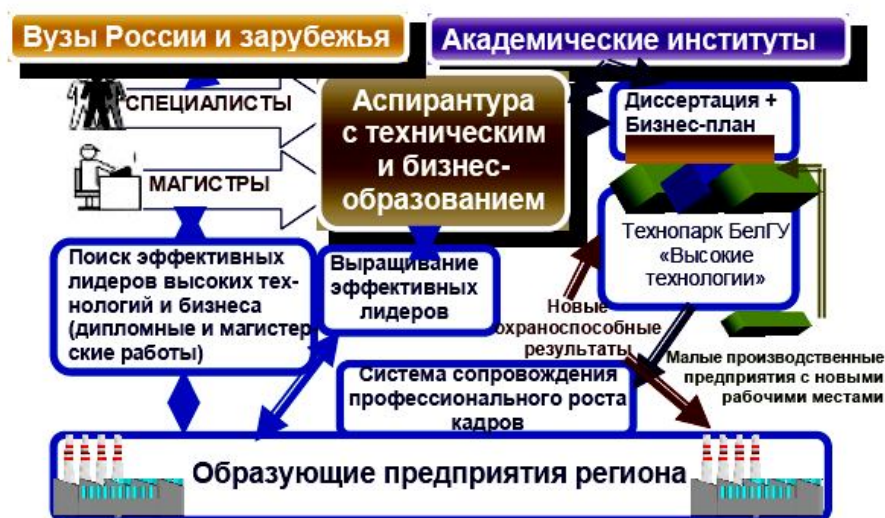 Вузы России и зарубежья
Академические институты
СПЕЦИАЛИСТЫ
МАГИСТРЫ
Аспирантура
с техническим
и бизнес-
образованием
Диссертация +
Бизнес-план
Технопарк БелГУ
«Высокие
технологии»
Поиск эффективных
лидеров высоких тех-
нологий и бизнеса
(дипломные и магистер
ские работы)
Выращивание
эффективных
лидеров
Новые
охраноспособные
результаты
Малые производственные
предприятия с новыми
рабочими местами
Система сопровождения
профессионального роста
кадров
Образующие предприятия региона